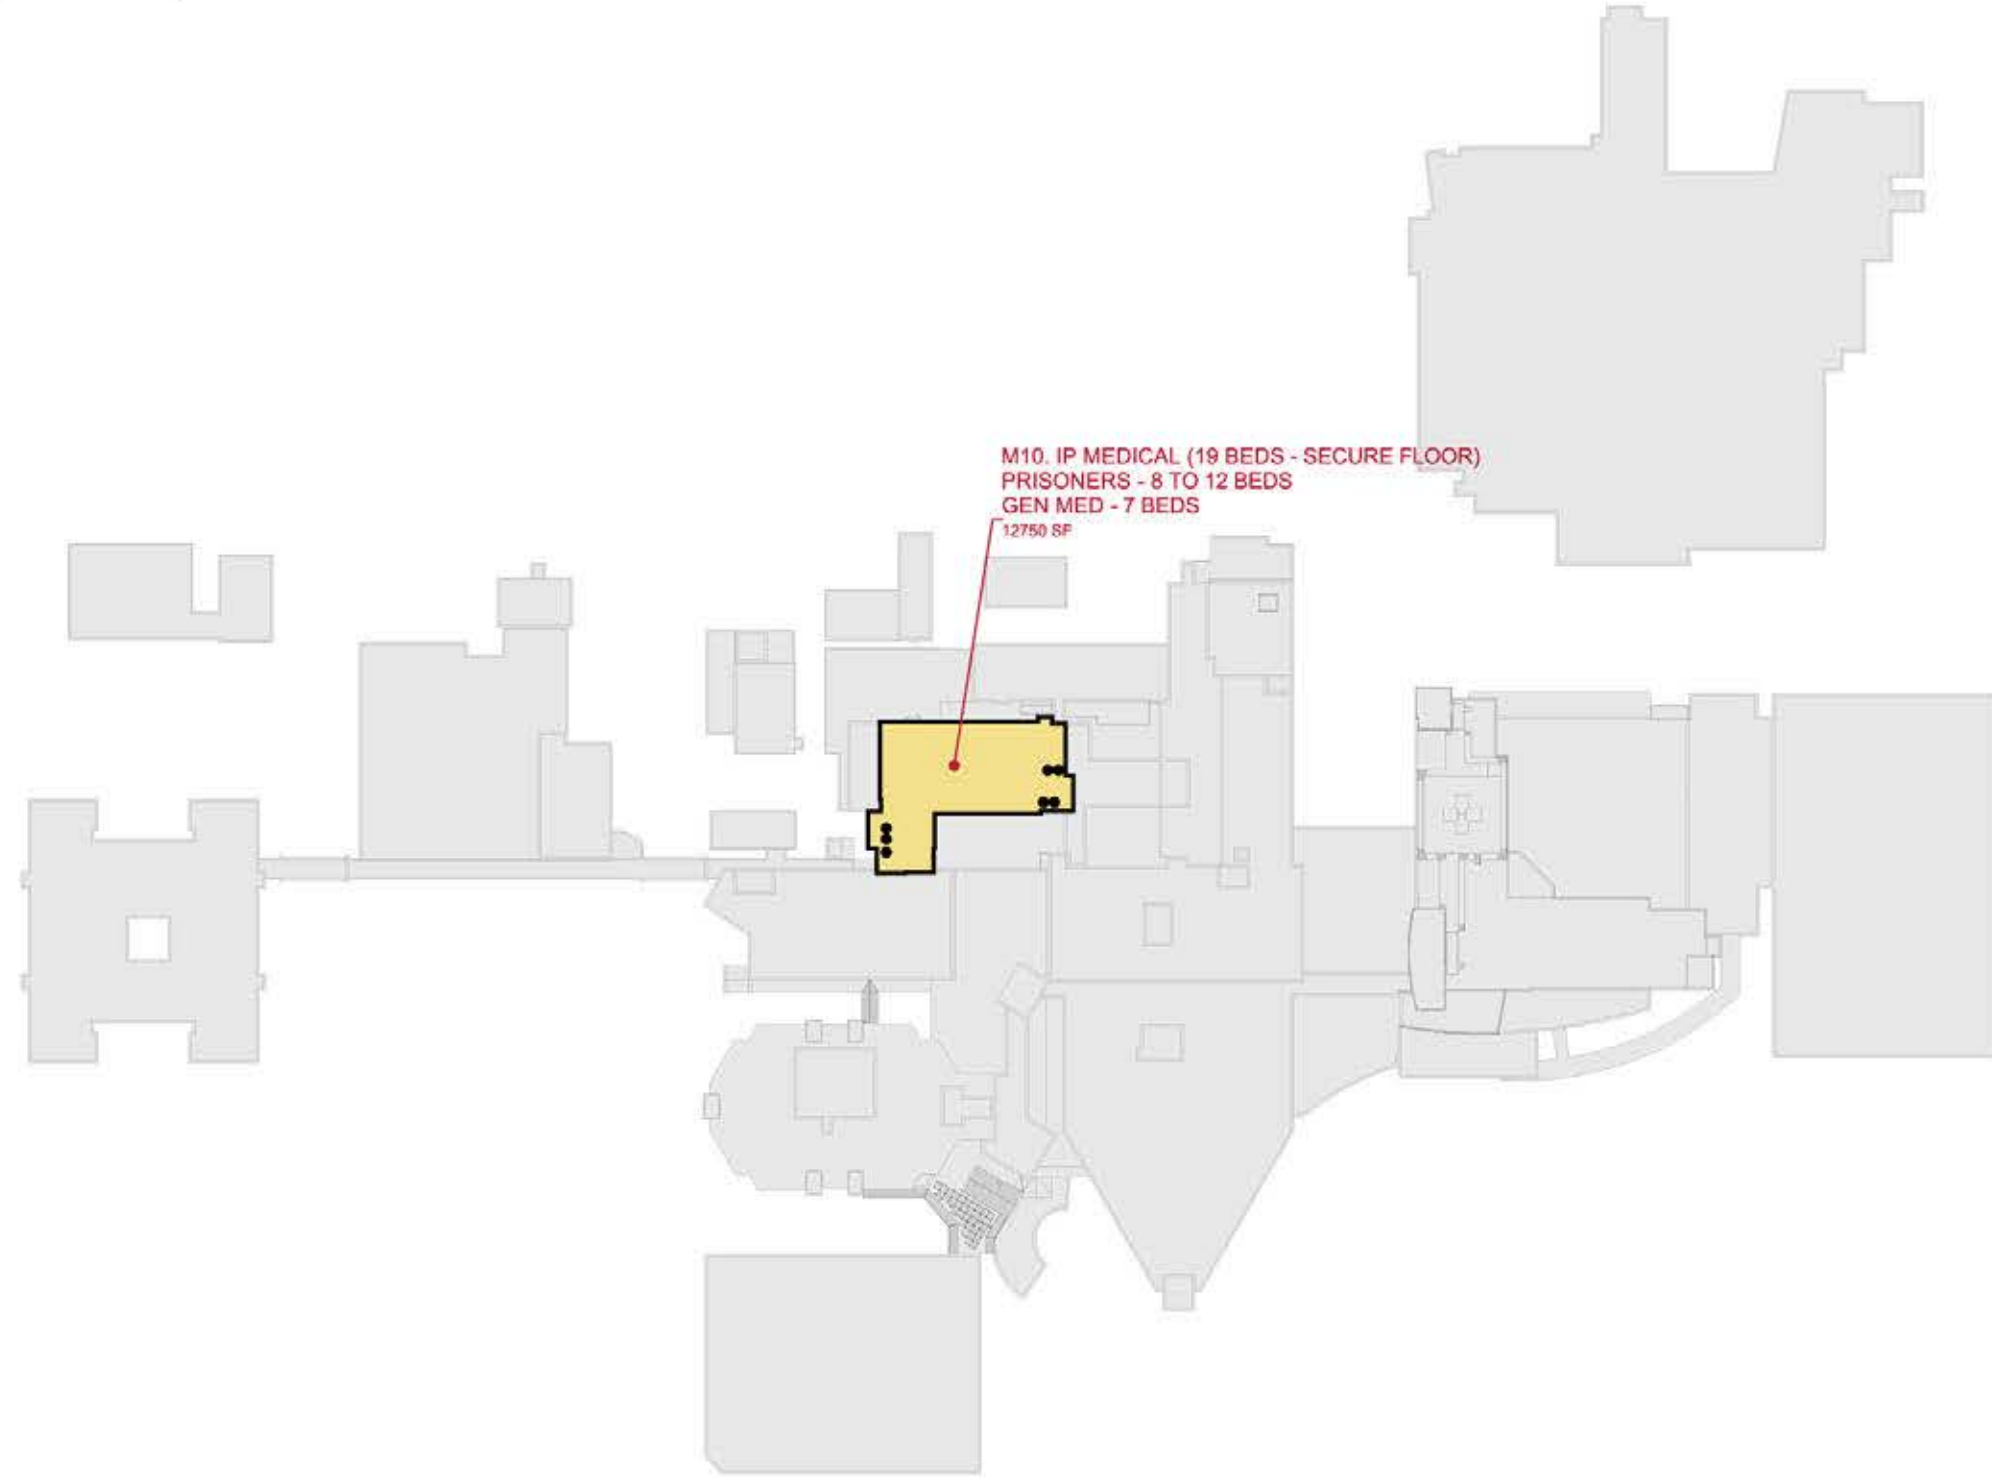 M10. IP MEDICAL (19 BEDS - SECURE FLOOR)
PRISONERS - 8 TO 12 BEDS
GEN MED - 7 BEDS
12750 SF